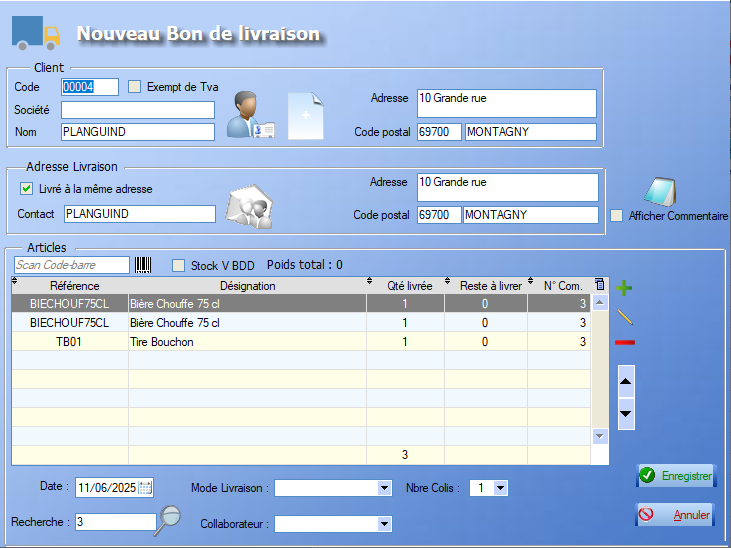 Nouveau Bon de livraison
Client
Code 00004 Exempt de Tva
Société
Nom PLANGUIND
Adresse 10 Grande rue
Code postal 69700 MONTAGNY
Adresse Livraison
Livré à la même adresse
Contact PLANGUIND
Adresse 10 Grande rue
Code postal 69700 MONTAGNY
Afficher Commentaire
Articles
Scan Code-barre Stock V BDD Poids total : 0
Référence Désignation Qté livrée Reste à livrer N° Com.
BIECHOUF75CL Bière Chouffe 75 cl 1 0 3
BIECHOUF75CL Bière Chouffe 75 cl 1 0 3
TB01 Tire Bouchon 1 0 3
3
Date : 11/06/2025 Mode Livraison : Nbre Colis : 1
Enregistrer
Recherche : 3 Collaborateur :
Annuler